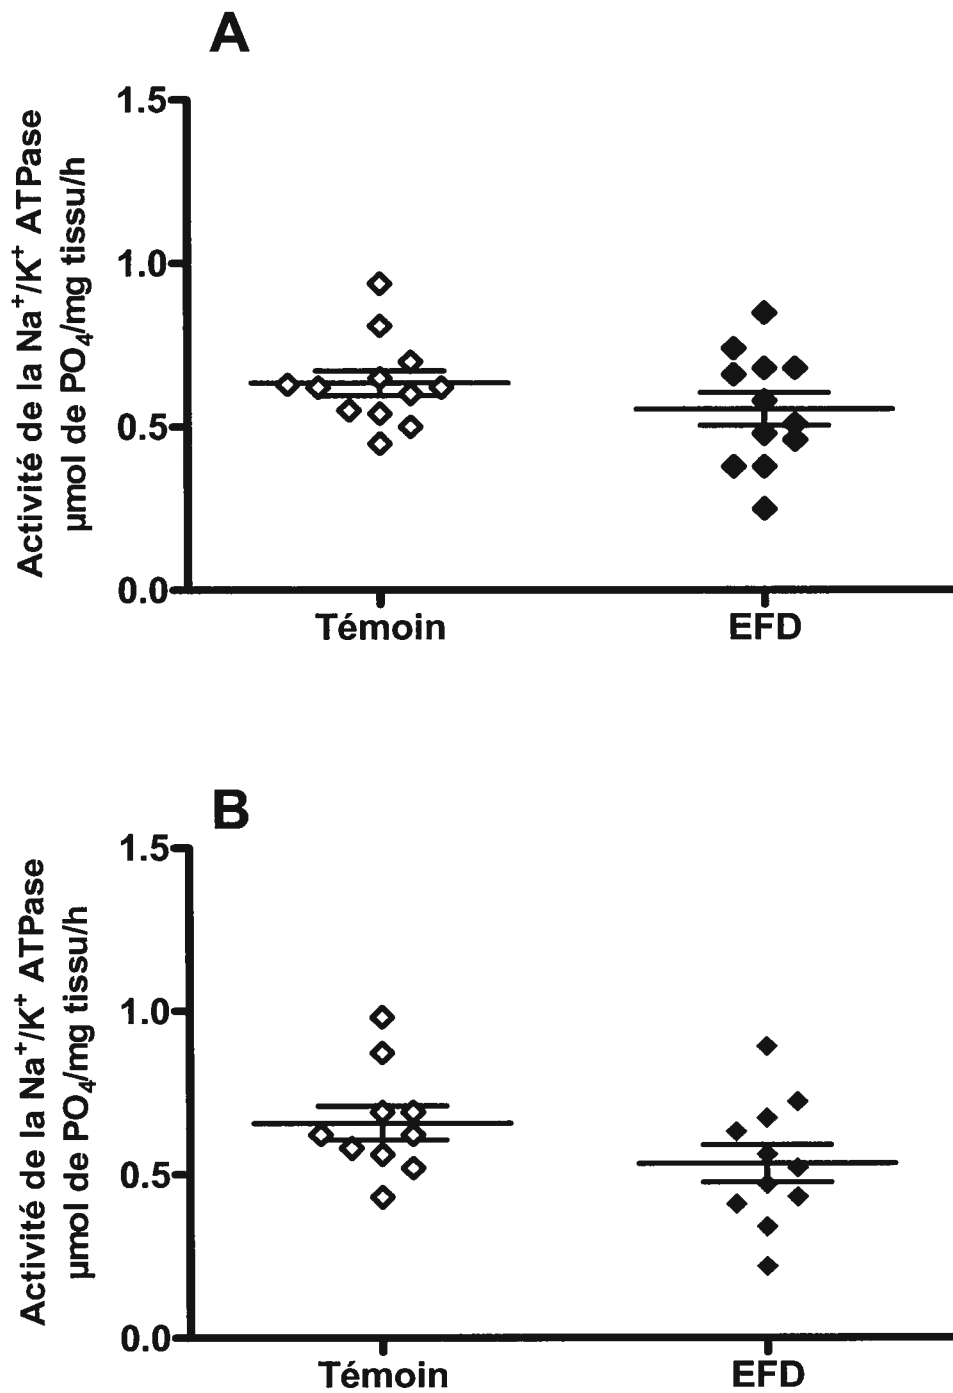 A
Activité de la Na⁺/K⁺ ATPase
µmol de PO₄/mg tissu/h
1.5
1.0
0.5
0.0
Témoin
EFD
B
Activité de la Na⁺/K⁺ ATPase
µmol de PO₄/mg tissu/h
1.5
1.0
0.5
0.0
Témoin
EFD